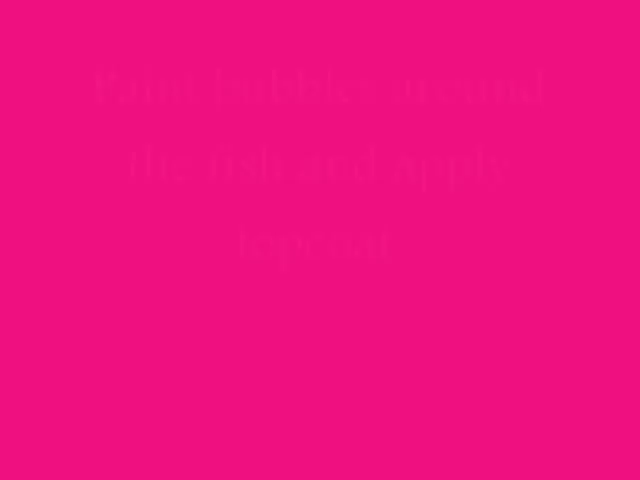 Paint bubbles around
the fish and apply
topcoat